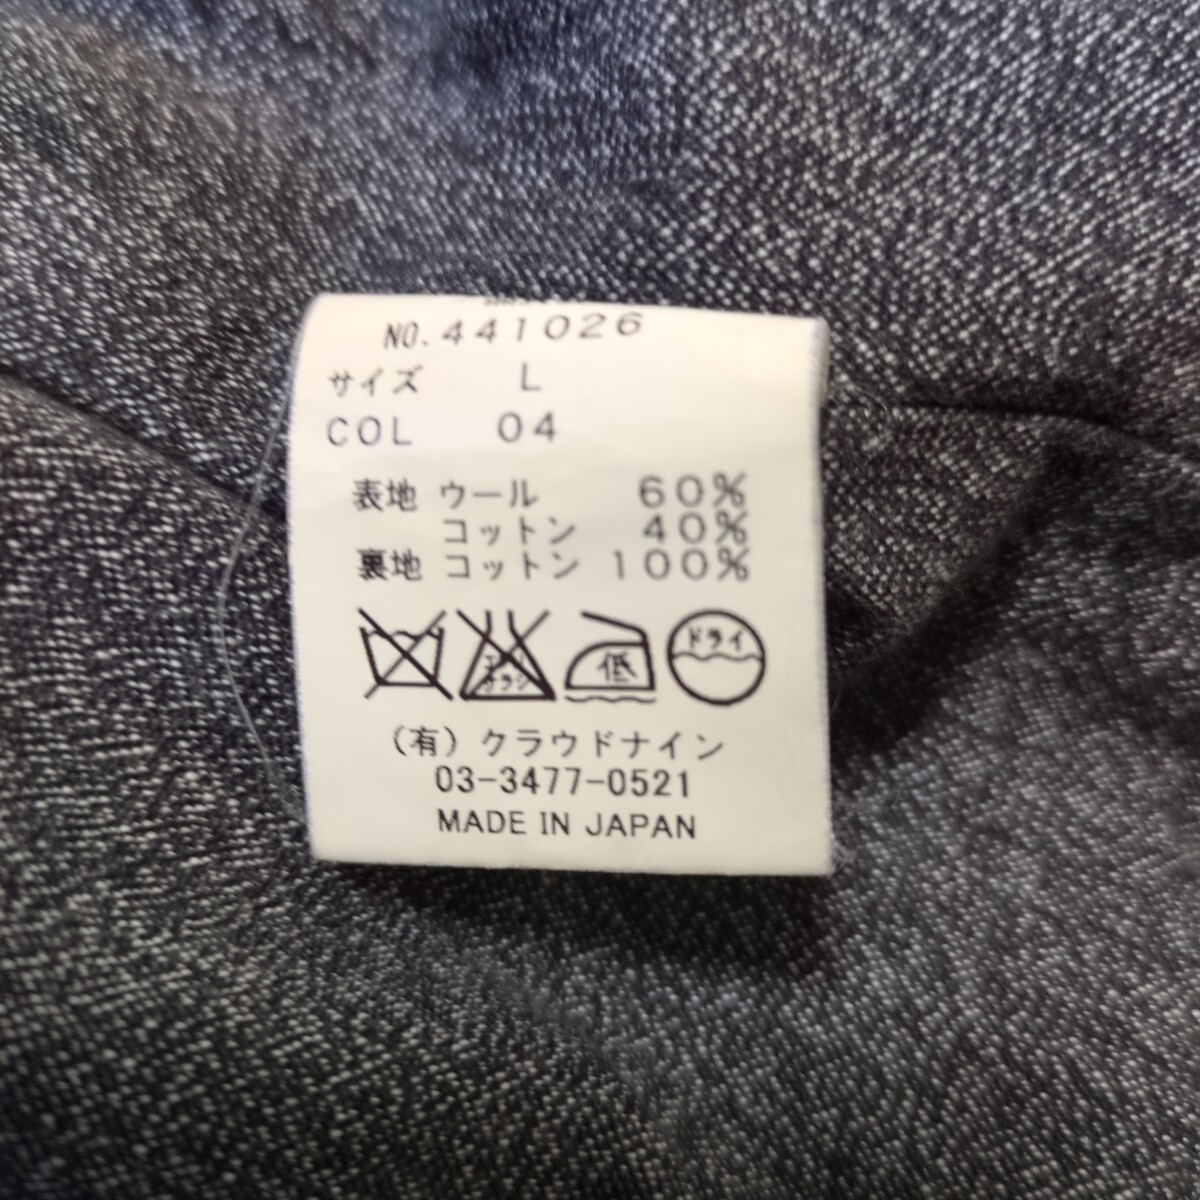 NO.441026
サイズ L
COL 04
表地 ウール 60%
コットン 40%
裏地 コットン 100%
低 ドライ
(有) クラウドナイン
03-3477-0521
MADE IN JAPAN